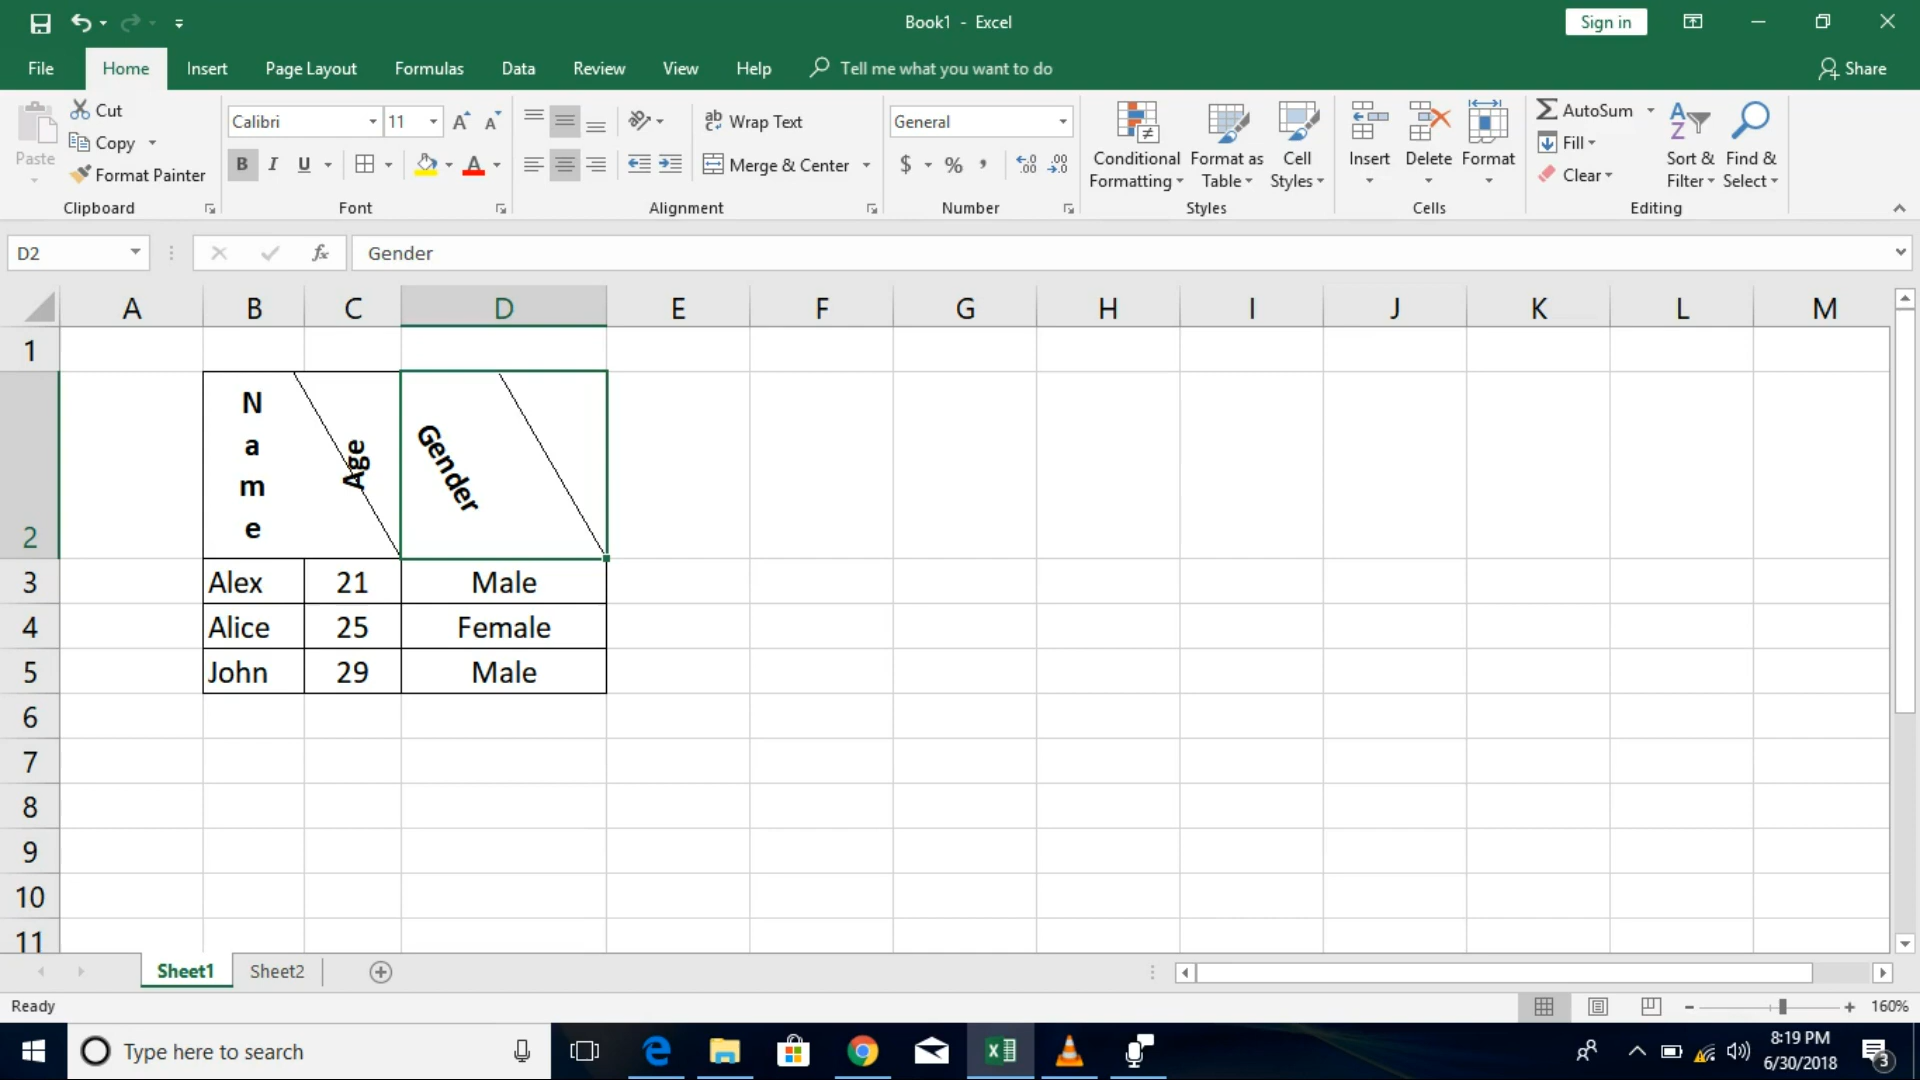 Book1 - Excel
Sign in
File Home Insert Page Layout Formulas Data Review View Help Tell me what you want to do Share
Paste
Cut
Copy
Format Painter
Clipboard
Calibri 11
B I U
Font
Wrap Text
Merge & Center
Alignment
General
$ % ,
Number
Conditional Formatting
Format as Table
Cell Styles
Styles
Insert Delete Format
Cells
AutoSum
Fill
Clear
Sort & Filter
Find & Select
Editing
D2 fx Gender
A B C D E F G H I J K L M
1
2 Name Age Gender
3 Alex 21 Male
4 Alice 25 Female
5 John 29 Male
6
7
8
9
10
11
Sheet1 Sheet2
Ready 160%
Type here to search
8:19 PM
6/30/2018
3